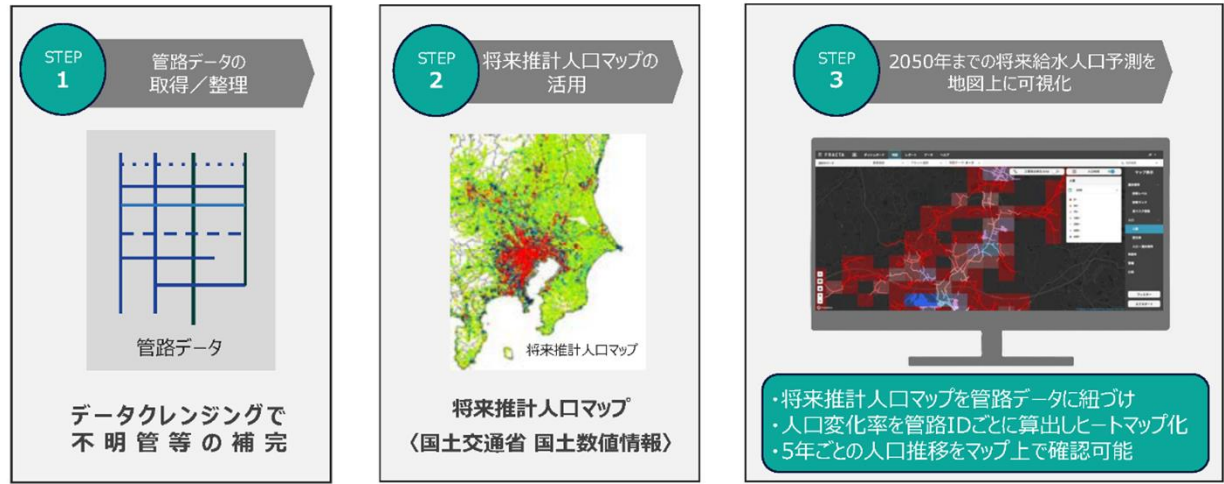 STEP
1
管路データの
取得／整理
管路データ
データクレンジングで
不明管等の補完
STEP
2
将来推計人口マップの
活用
将来推計人口マップ
将来推計人口マップ
〈国土交通省 国土数値情報〉
STEP
3
2050年までの将来給水人口予測を
地図上に可視化
FRACTA
・将来推計人口マップを管路データに紐づけ
・人口変化率を管路IDごとに算出しヒートマップ化
・5年ごとの人口推移をマップ上で確認可能